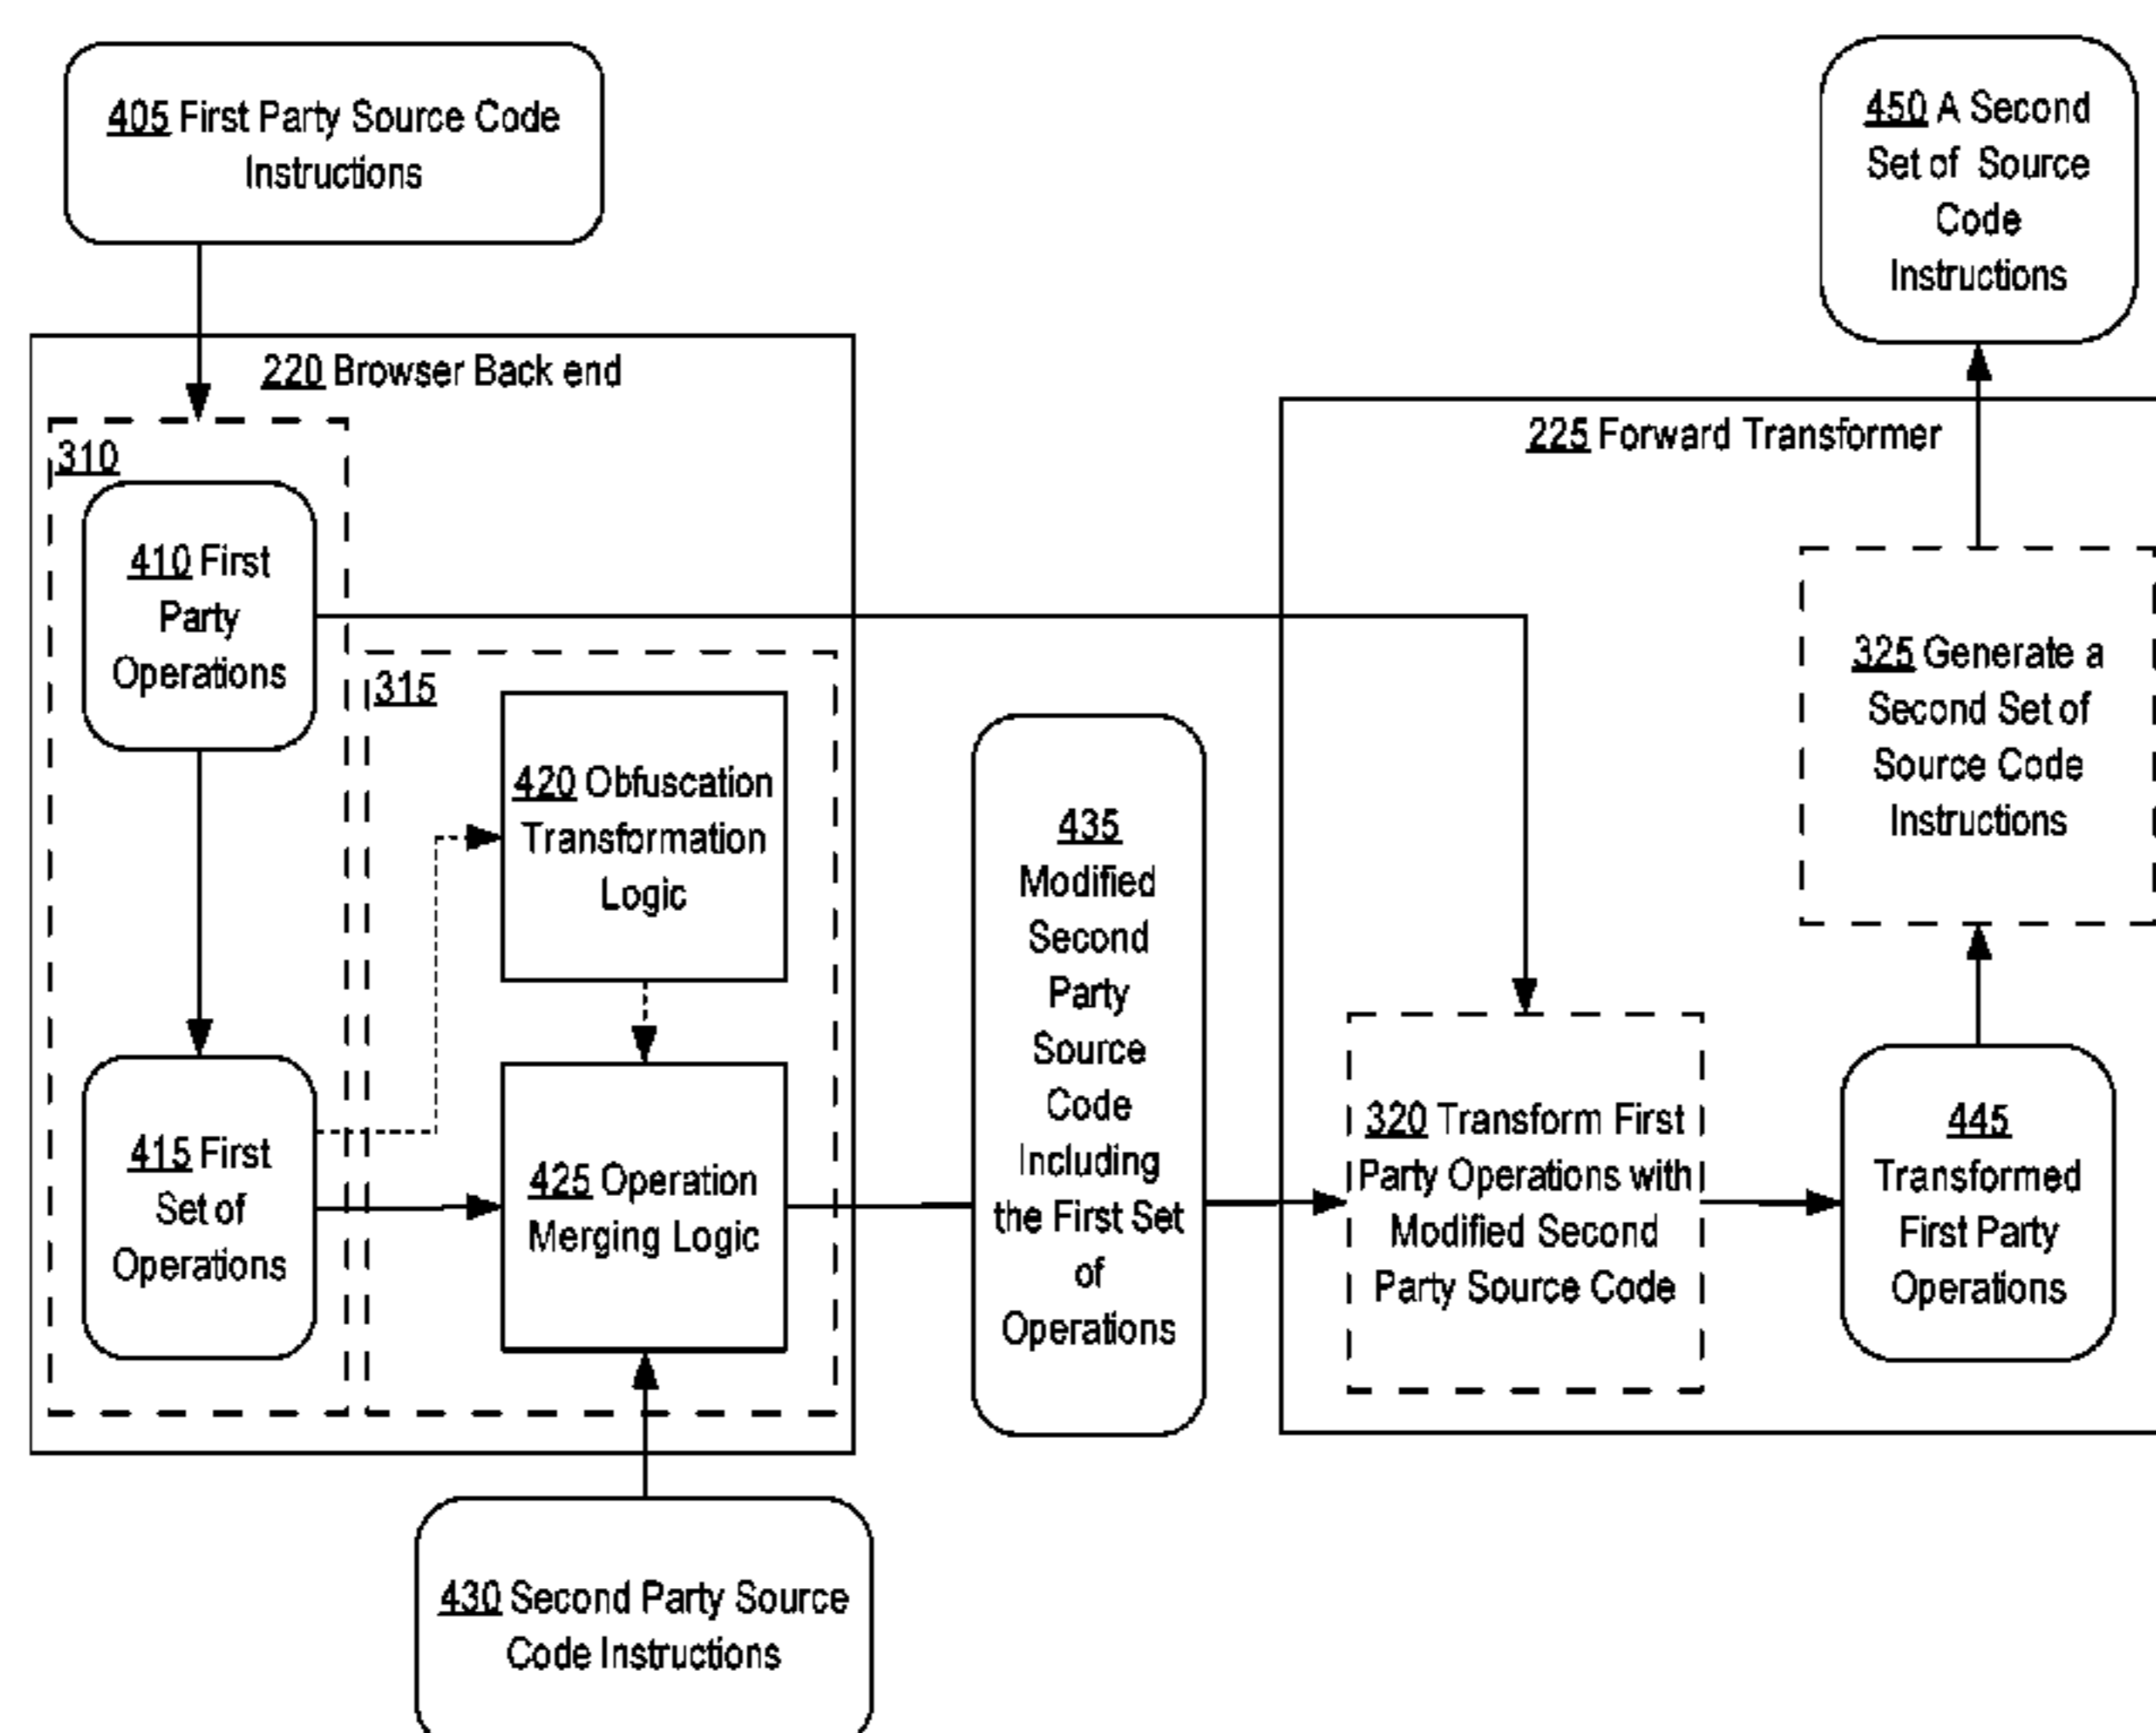 405 First Party Source Code
Instructions
450 A Second
Set of Source
Code
Instructions
220 Browser Back end
225 Forward Transformer
310
410 First
Party
Operations
315
420 Obfuscation
Transformation
Logic
415 First
Set of
Operations
425 Operation
Merging Logic
435
Modified
Second
Party
Source
Code
Including
the First Set
of
Operations
325 Generate a
Second Set of
Source Code
Instructions
320 Transform First
Party Operations with
Modified Second
Party Source Code
445
Transformed
First Party
Operations
430 Second Party Source
Code Instructions